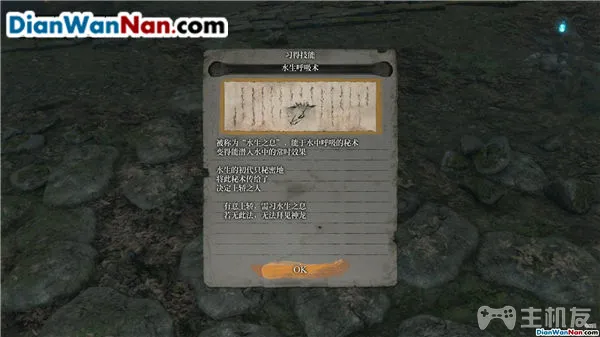 DianWanNan.com
习得技能
水生呼吸术
被称为“水生之息”，能于水中呼吸的秘术
变得能潜入水中的常时效果
水生的初代只秘密地
将此秘术传给了
决定上轿之人
有意上轿，需习水生之息
若无此法，无法拜见神龙
OK
主机友
DianWanNan.com